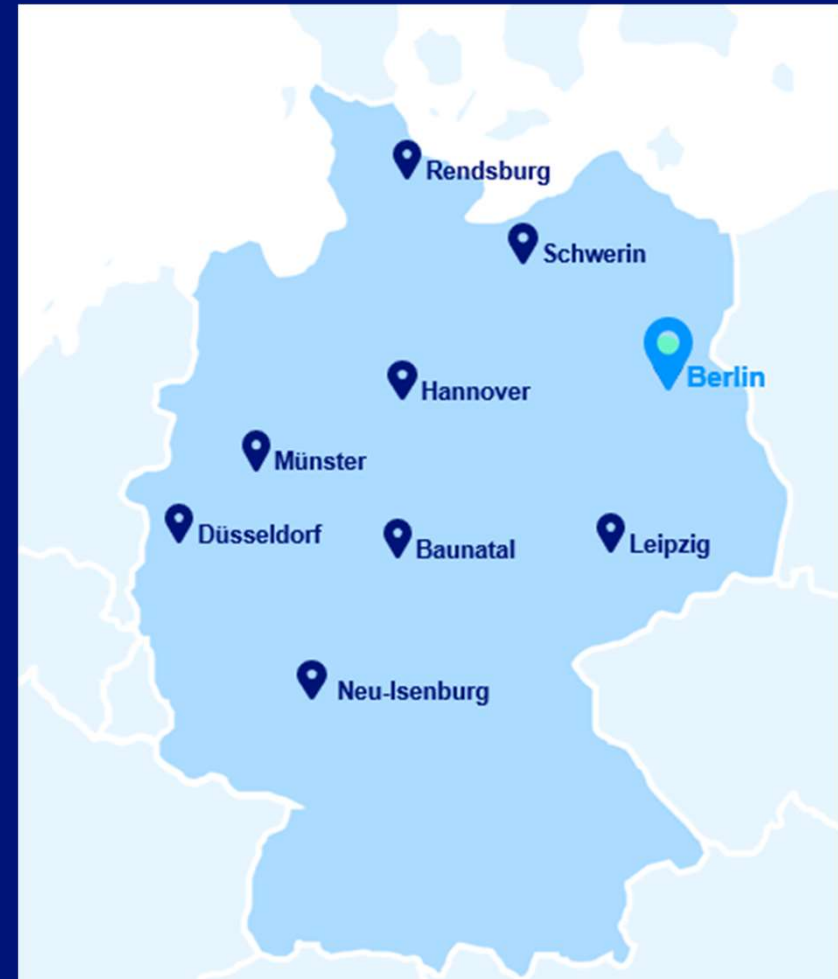 Rendsburg
Schwerin
Berlin
Hannover
Münster
Düsseldorf
Baunatal
Leipzig
Neu-Isenburg